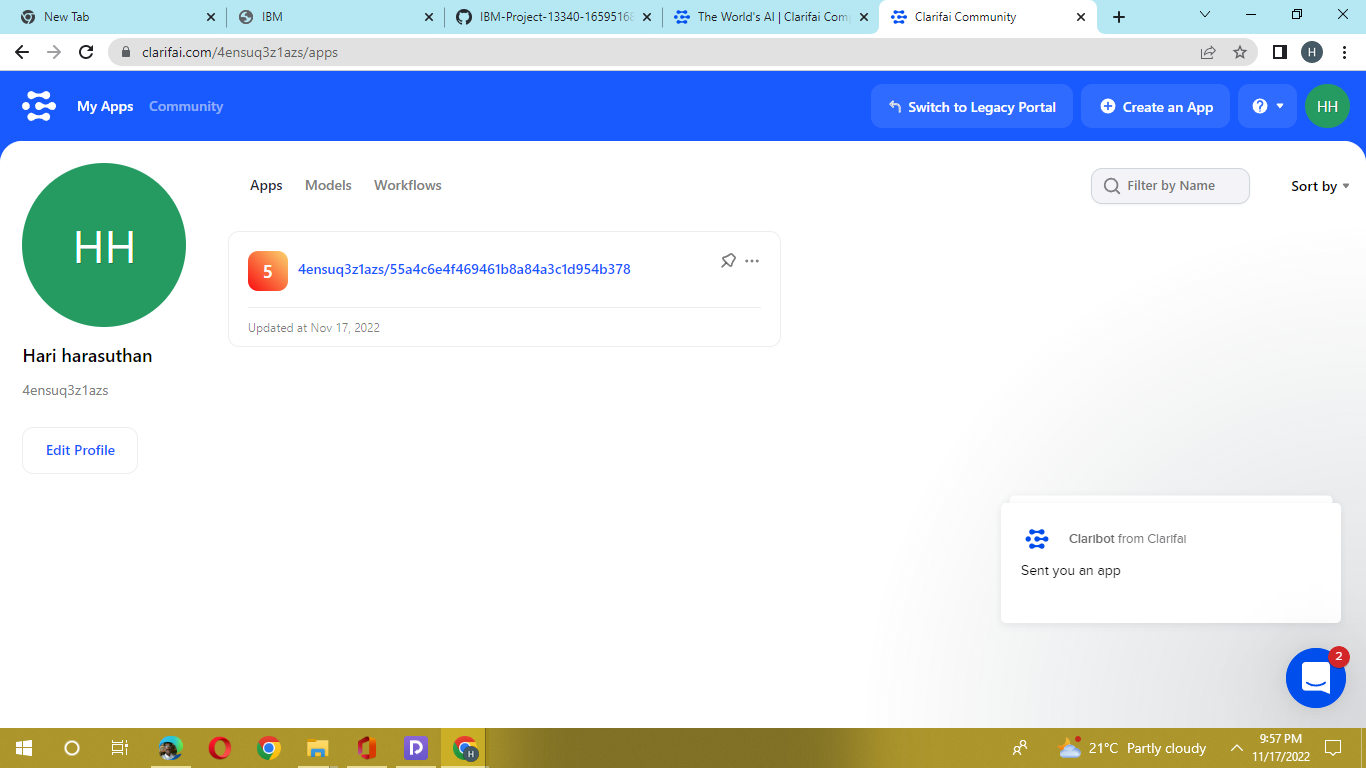 New Tab
IBM
IBM-Project-13340-1659516
The World's AI | Clarifai Com
Clarifai Community
clarifai.com/4ensuq3z1azs/apps
H
My Apps
Community
Switch to Legacy Portal
Create an App
?
HH
HH
Apps
Models
Workflows
Filter by Name
Sort by
5
4ensuq3z1azs/55a4c6e4f469461b8a84a3c1d954b378
Updated at Nov 17, 2022
Hari harasuthan
4ensuq3z1azs
Edit Profile
Claribot from Clarifai
Sent you an app
2
D
H
21°C Partly cloudy
9:57 PM
11/17/2022